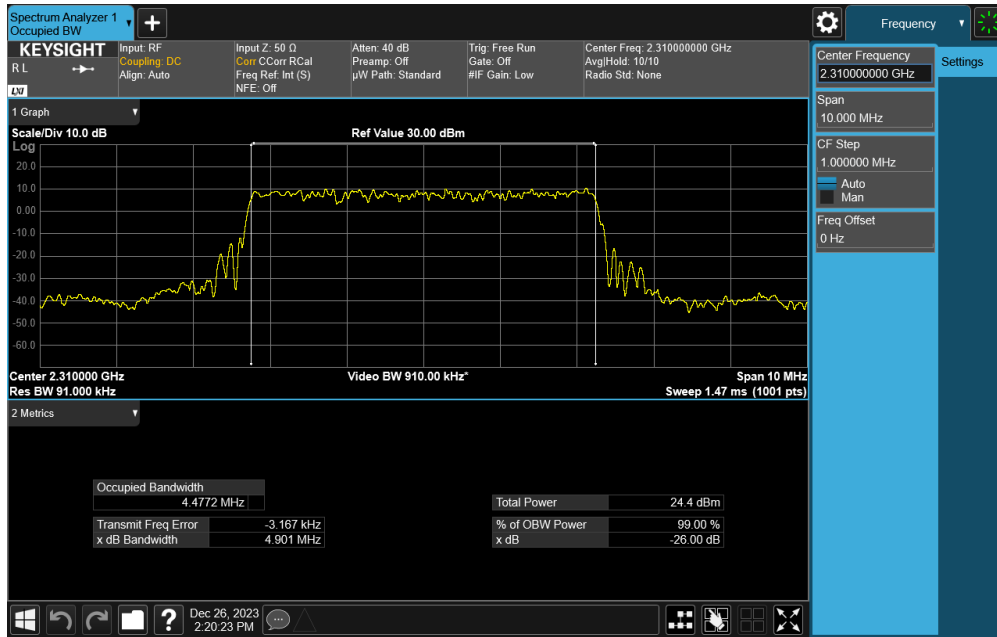 Spectrum Analyzer 1
Occupied BW
Frequency
KEYSIGHT
RL
LXI
Input: RF
Coupling: DC
Align: Auto
Input Z: 50 Ω
Corr CCorr RCal
Freq Ref: Int (S)
NFE: Off
Atten: 40 dB
Preamp: Off
µW Path: Standard
Trig: Free Run
Gate: Off
#IF Gain: Low
Center Freq: 2.310000000 GHz
Avg|Hold: 10/10
Radio Std: None
Center Frequency
2.310000000 GHz
Settings
Span
10.000 MHz
CF Step
1.000000 MHz
Auto
Man
Freq Offset
0 Hz
1 Graph
Scale/Div 10.0 dB
Ref Value 30.00 dBm
Log
20.0
10.0
0.00
-10.0
-20.0
-30.0
-40.0
-50.0
-60.0
Center 2.310000 GHz
Video BW 910.00 kHz*
Span 10 MHz
Res BW 91.000 kHz
Sweep 1.47 ms (1001 pts)
2 Metrics
Occupied Bandwidth
4.4772 MHz
Total Power 24.4 dBm
Transmit Freq Error -3.167 kHz
% of OBW Power 99.00 %
x dB Bandwidth 4.901 MHz
x dB -26.00 dB
Dec 26, 2023
2:20:23 PM